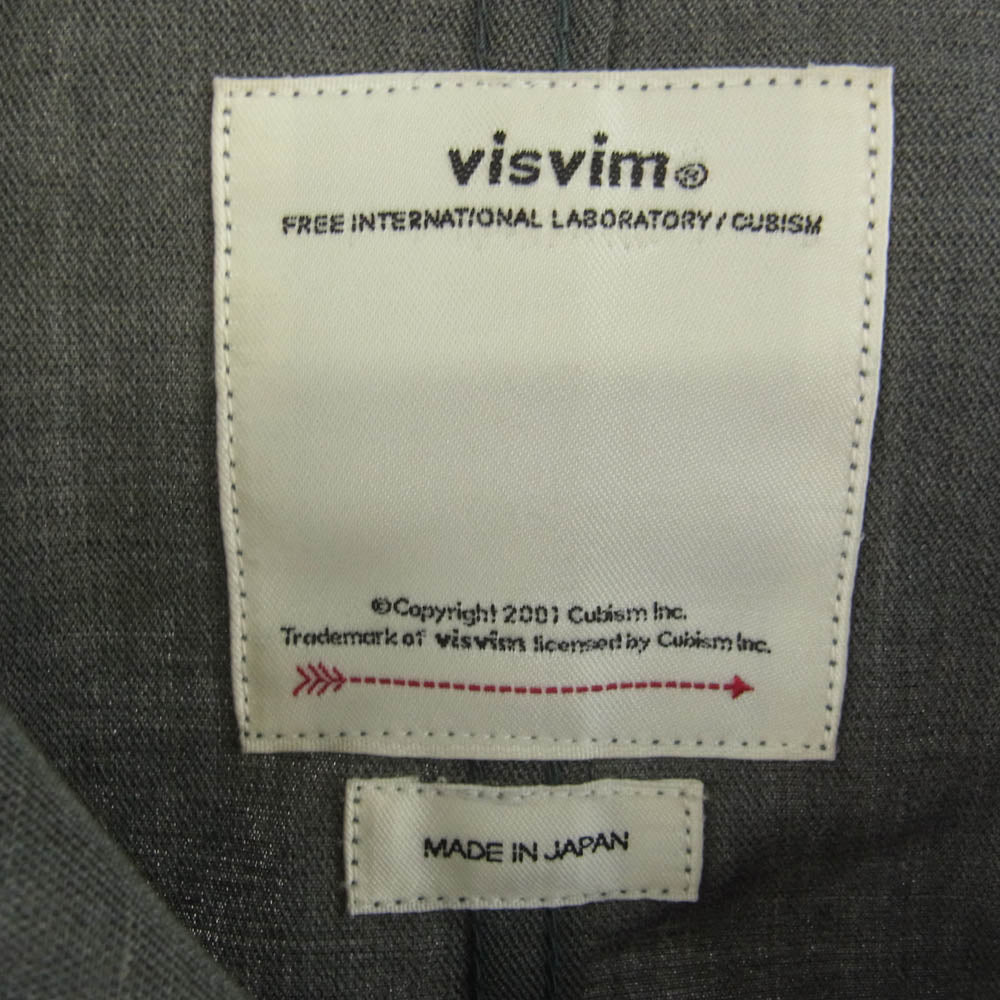 visvim®
FREE INTERNATIONAL LABORATORY / CUBISM
©Copyright 2001 Cubism Inc.
Trademark of visvim licensed by Cubism Inc.
MADE IN JAPAN